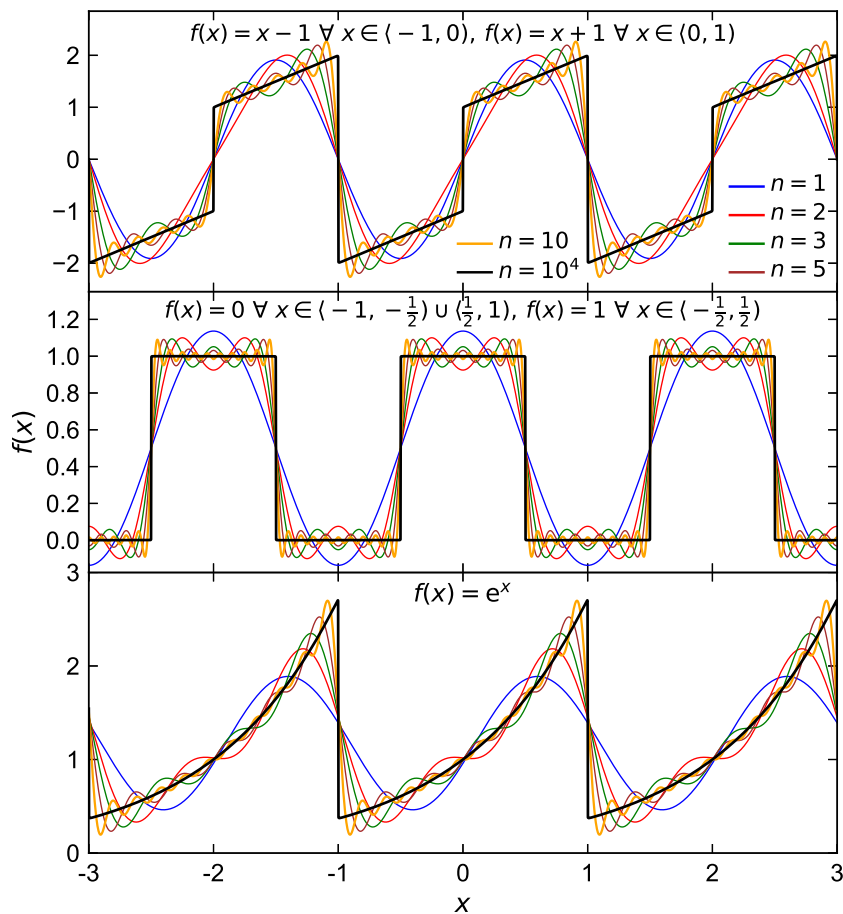 f(x) = x − 1 ∀ x ∈ ⟨ − 1, 0), f(x) = x + 1 ∀ x ∈ ⟨0, 1)
2
1
0
−1
−2
n = 1
n = 2
n = 3
n = 5
n = 10
n = 10⁴
f(x) = 0 ∀ x ∈ ⟨ − 1, −½) ∪ ⟨½, 1), f(x) = 1 ∀ x ∈ ⟨−½, ½)
1.2
1.0
0.8
0.6
0.4
0.2
0.0
f(x)
f(x) = eˣ
3
2
1
0
-3 -2 -1 0 1 2 3
x